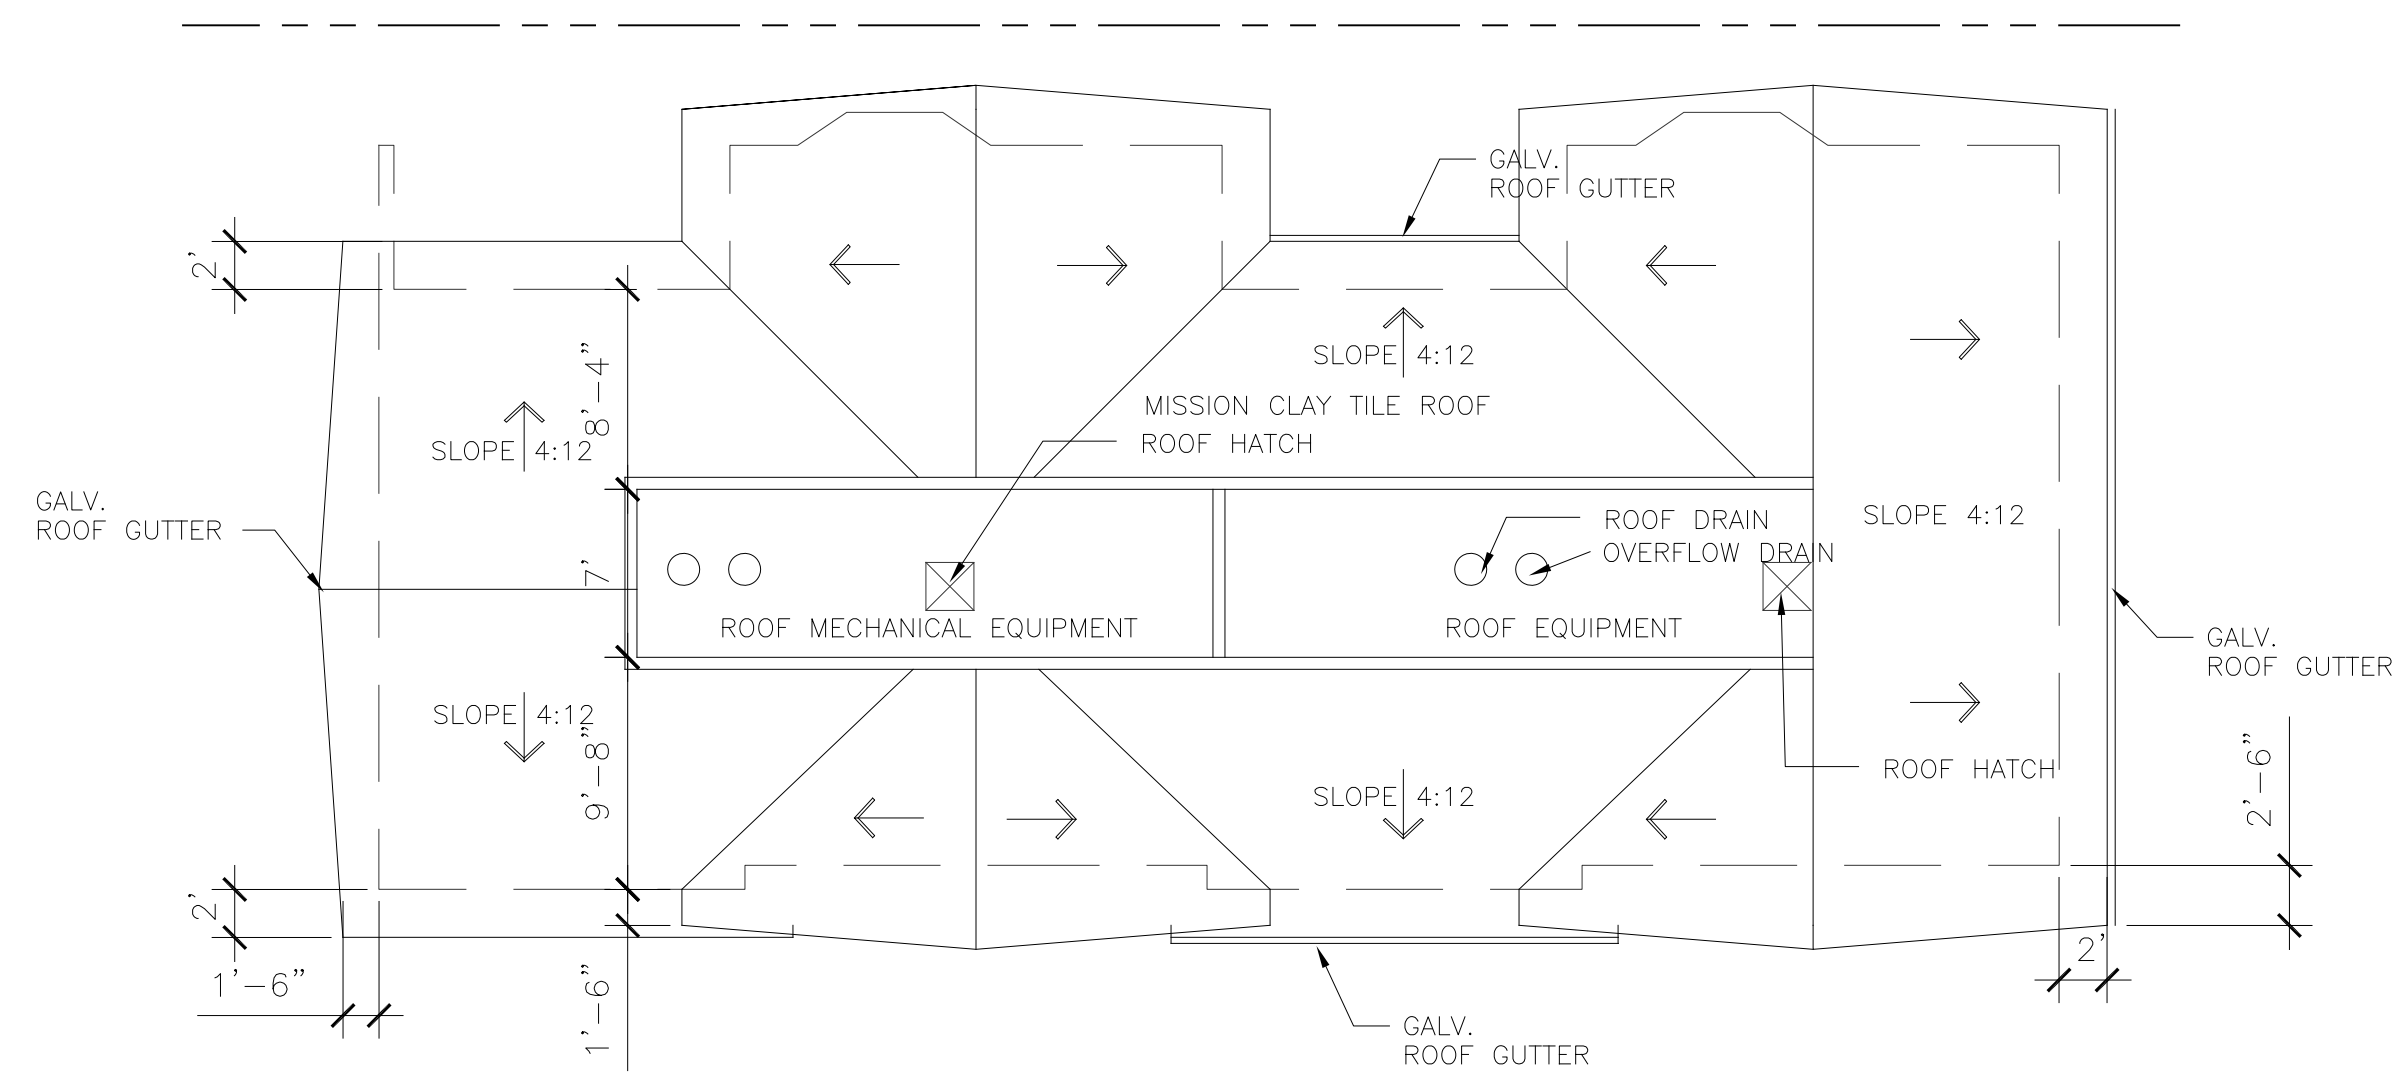 GALV.
ROOF GUTTER
2'
8'-4"
SLOPE 4:12
MISSION CLAY TILE ROOF
ROOF HATCH
SLOPE 4:12
GALV.
ROOF GUTTER
SLOPE 4:12
ROOF DRAIN
OVERFLOW DRAIN
7'
ROOF MECHANICAL EQUIPMENT
ROOF EQUIPMENT
GALV.
ROOF GUTTER
SLOPE 4:12
9'-8"
SLOPE 4:12
ROOF HATCH
2'-6"
2'
2'
1'-6"
1'-6"
GALV.
ROOF GUTTER